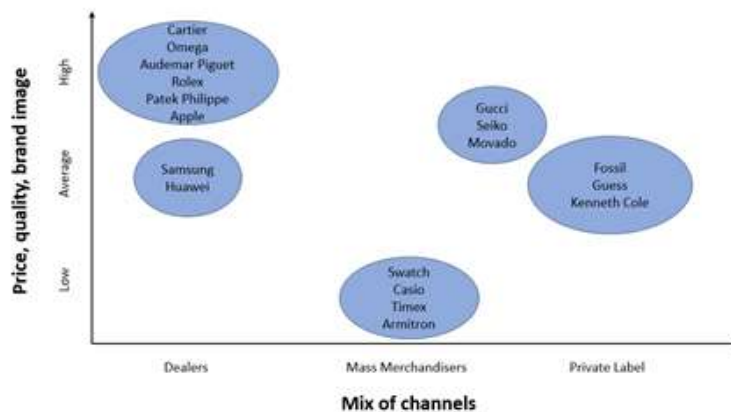 Cartier
Omega
Audemar Piguet
Rolex
Patek Philippe
Apple
Gucci
Seiko
Movado
Samsung
Huawei
Fossil
Guess
Kenneth Cole
Swatch
Casio
Timex
Armitron
Price, quality, brand image
High
Average
Low
Dealers
Mass Merchandisers
Private Label
Mix of channels